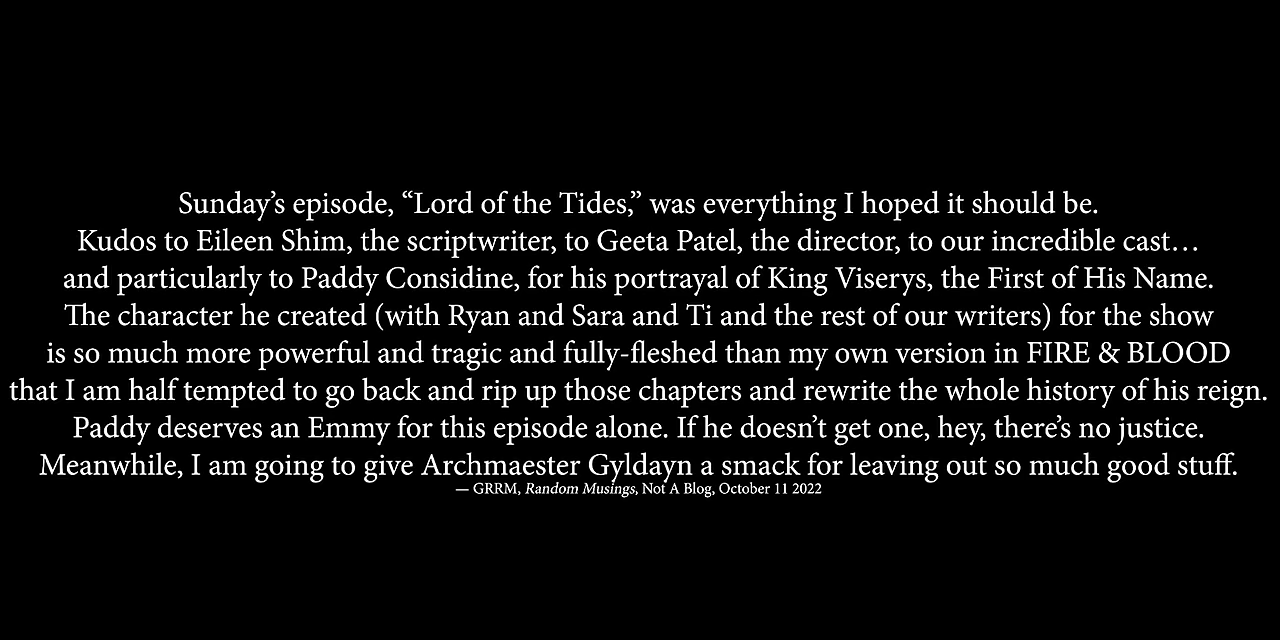 Sunday’s episode, “Lord of the Tides,” was everything I hoped it should be.
Kudos to Eileen Shim, the scriptwriter, to Geeta Patel, the director, to our incredible cast…
and particularly to Paddy Considine, for his portrayal of King Viserys, the First of His Name.
The character he created (with Ryan and Sara and Ti and the rest of our writers) for the show
is so much more powerful and tragic and fully-fleshed than my own version in FIRE & BLOOD
that I am half tempted to go back and rip up those chapters and rewrite the whole history of his reign.
Paddy deserves an Emmy for this episode alone. If he doesn’t get one, hey, there’s no justice.
Meanwhile, I am going to give Archmaester Gyldayn a smack for leaving out so much good stuff.
— GRRM, Random Musings, Not A Blog, October 11 2022